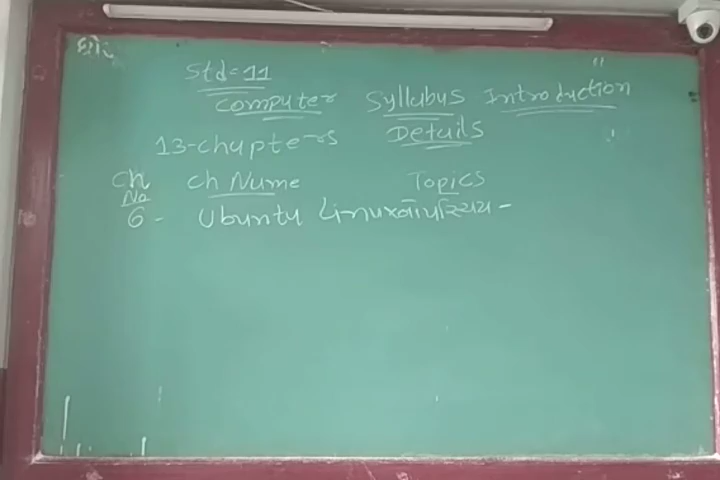 Std=11
Computer Syllabus Introduction
13-chapters Details
Ch No Ch Name Topics
6 - Ubuntu Linuxનોપરિચય -